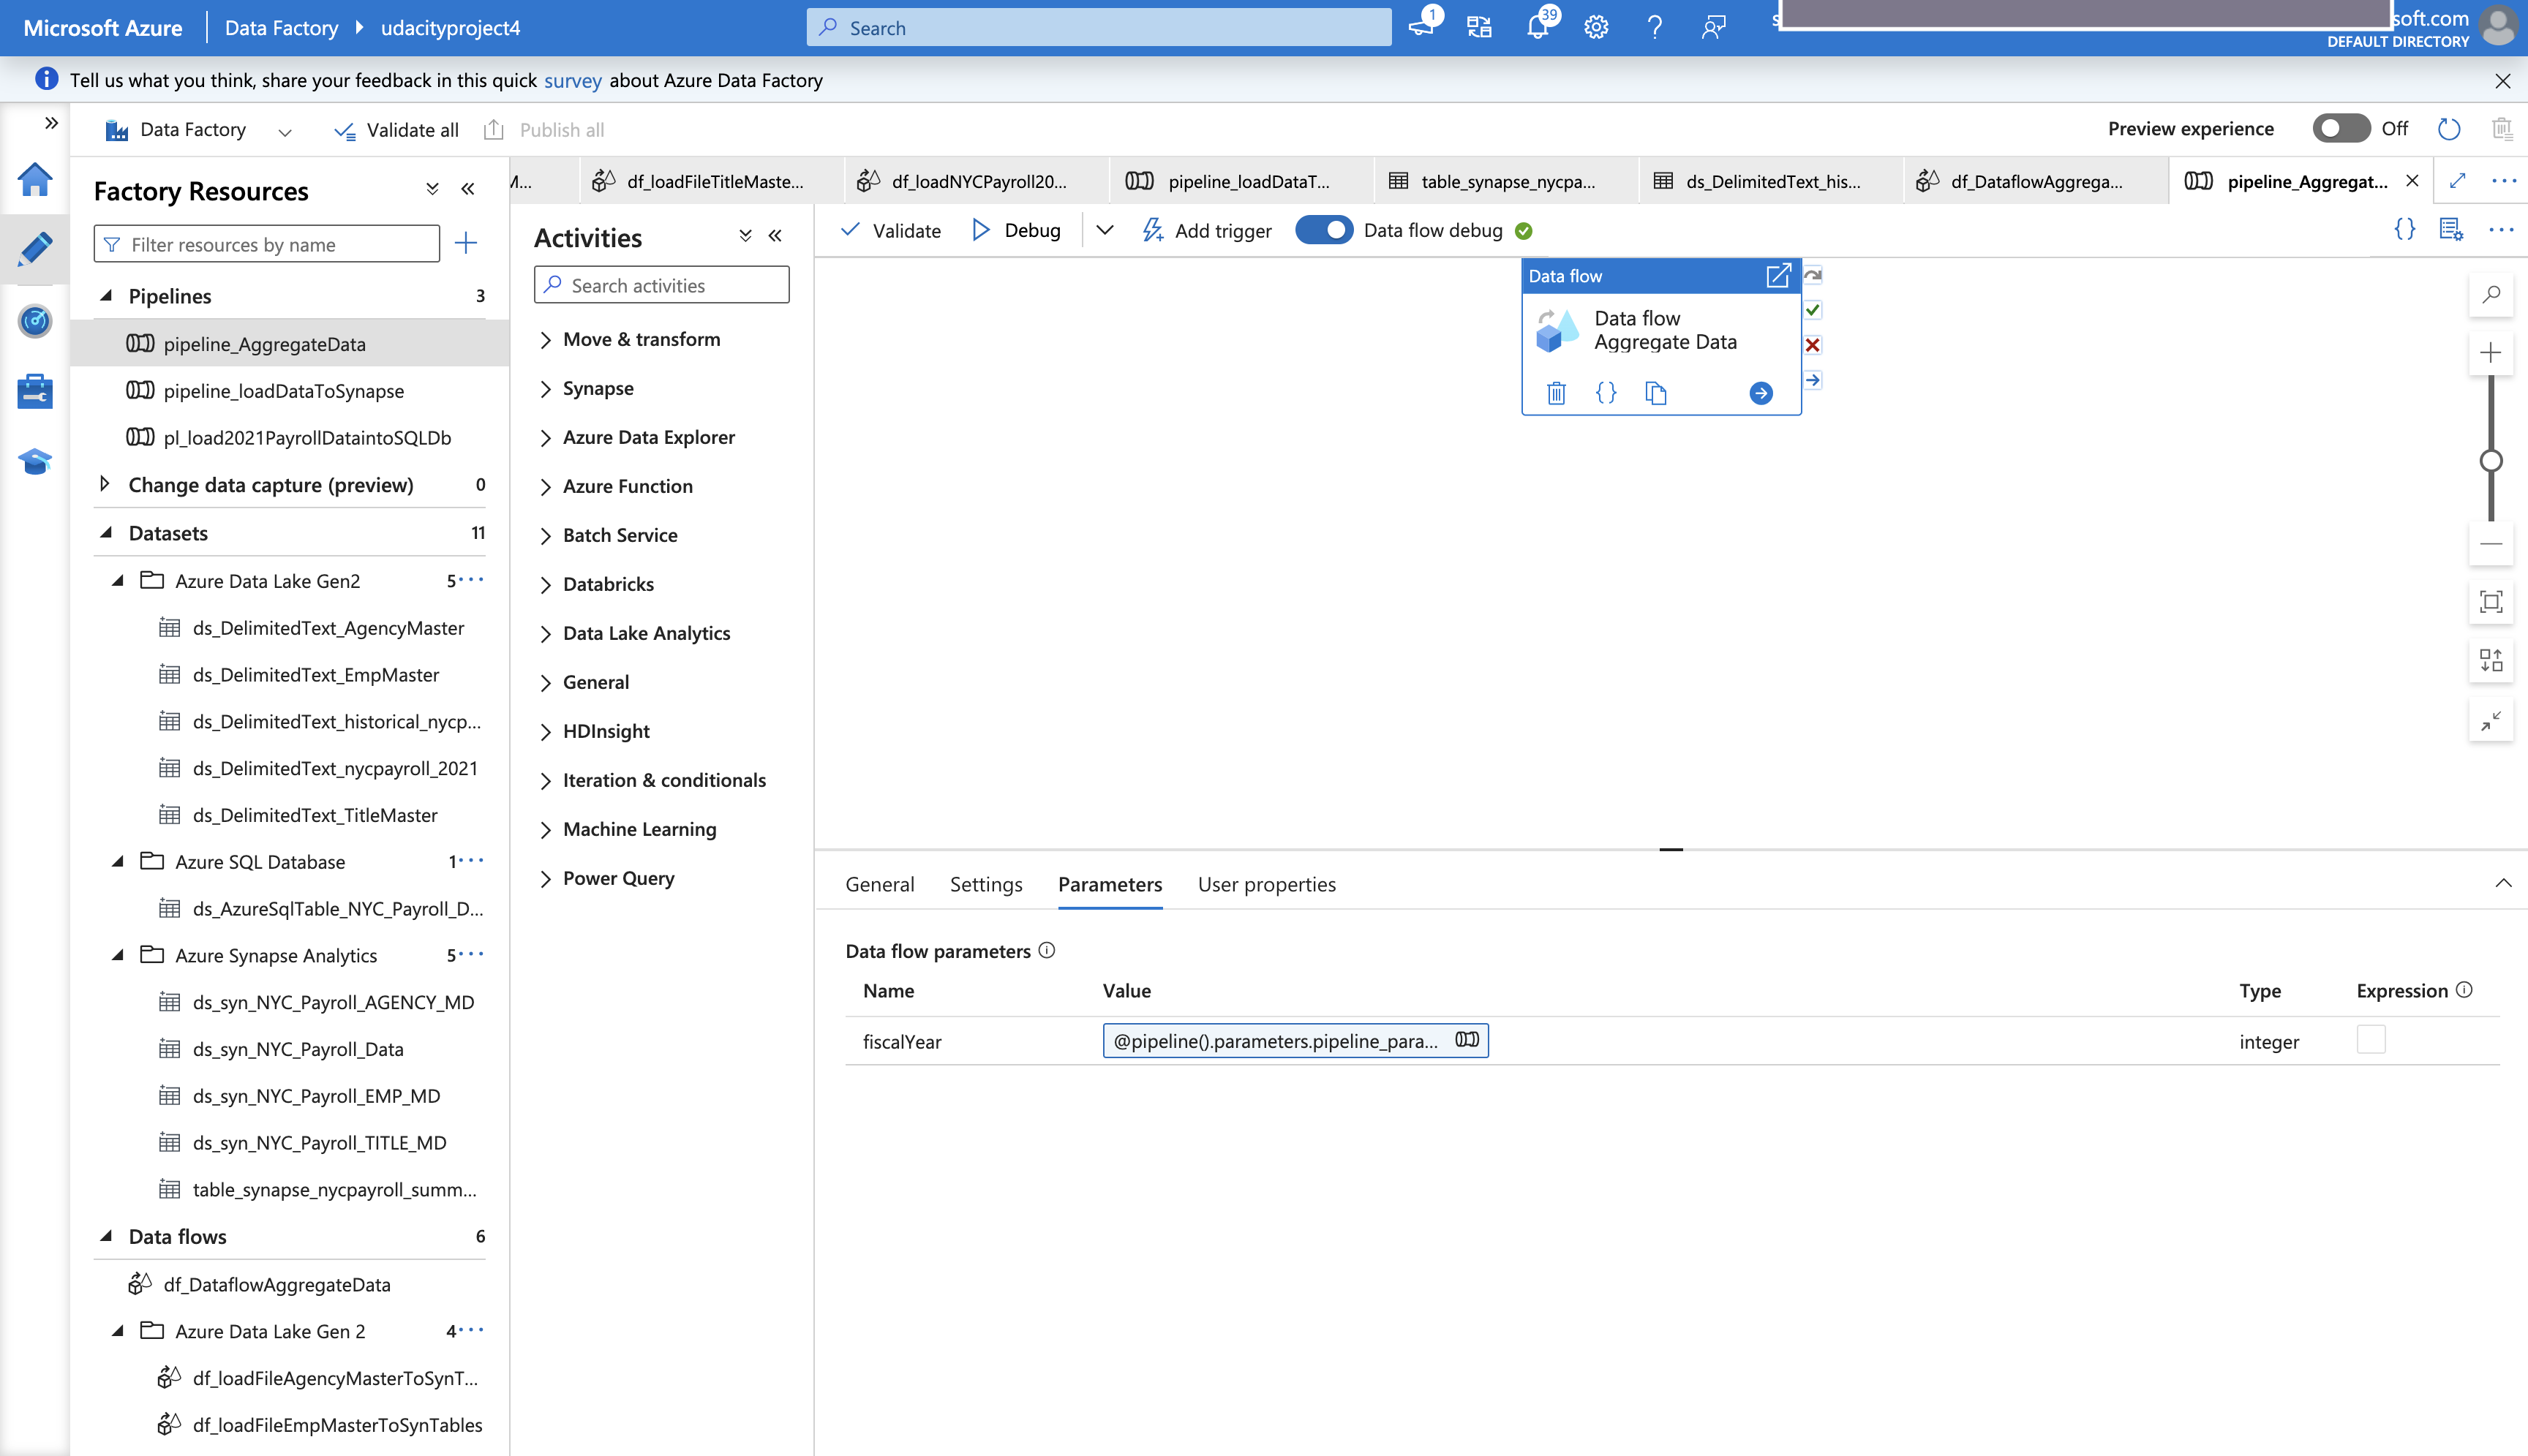 Microsoft Azure
Data Factory
udacityproject4
Search
1
39
soft.com
DEFAULT DIRECTORY
Tell us what you think, share your feedback in this quick survey about Azure Data Factory
Data Factory
Validate all
Publish all
Preview experience
Off
Factory Resources
Filter resources by name
Pipelines
3
pipeline_AggregateData
pipeline_loadDataToSynapse
pl_load2021PayrollDataintoSQLDb
Change data capture (preview)
0
Datasets
11
Azure Data Lake Gen2
5
ds_DelimitedText_AgencyMaster
ds_DelimitedText_EmpMaster
ds_DelimitedText_historical_nycp...
ds_DelimitedText_nycpayroll_2021
ds_DelimitedText_TitleMaster
Azure SQL Database
1
ds_AzureSqlTable_NYC_Payroll_D...
Azure Synapse Analytics
5
ds_syn_NYC_Payroll_AGENCY_MD
ds_syn_NYC_Payroll_Data
ds_syn_NYC_Payroll_EMP_MD
ds_syn_NYC_Payroll_TITLE_MD
table_synapse_nycpayroll_summ...
Data flows
6
df_DataflowAggregateData
Azure Data Lake Gen 2
4
df_loadFileAgencyMasterToSynT...
df_loadFileEmpMasterToSynTables
df_loadFileTitleMaste...
df_loadNYCPayroll20...
pipeline_loadDataT...
table_synapse_nycpa...
ds_DelimitedText_his...
df_DataflowAggrega...
pipeline_Aggregat...
Activities
Search activities
Move & transform
Synapse
Azure Data Explorer
Azure Function
Batch Service
Databricks
Data Lake Analytics
General
HDInsight
Iteration & conditionals
Machine Learning
Power Query
Validate
Debug
Add trigger
Data flow debug
Data flow
Data flow
Aggregate Data
General
Settings
Parameters
User properties
Data flow parameters
Name
Value
Type
Expression
fiscalYear
@pipeline().parameters.pipeline_para...
integer